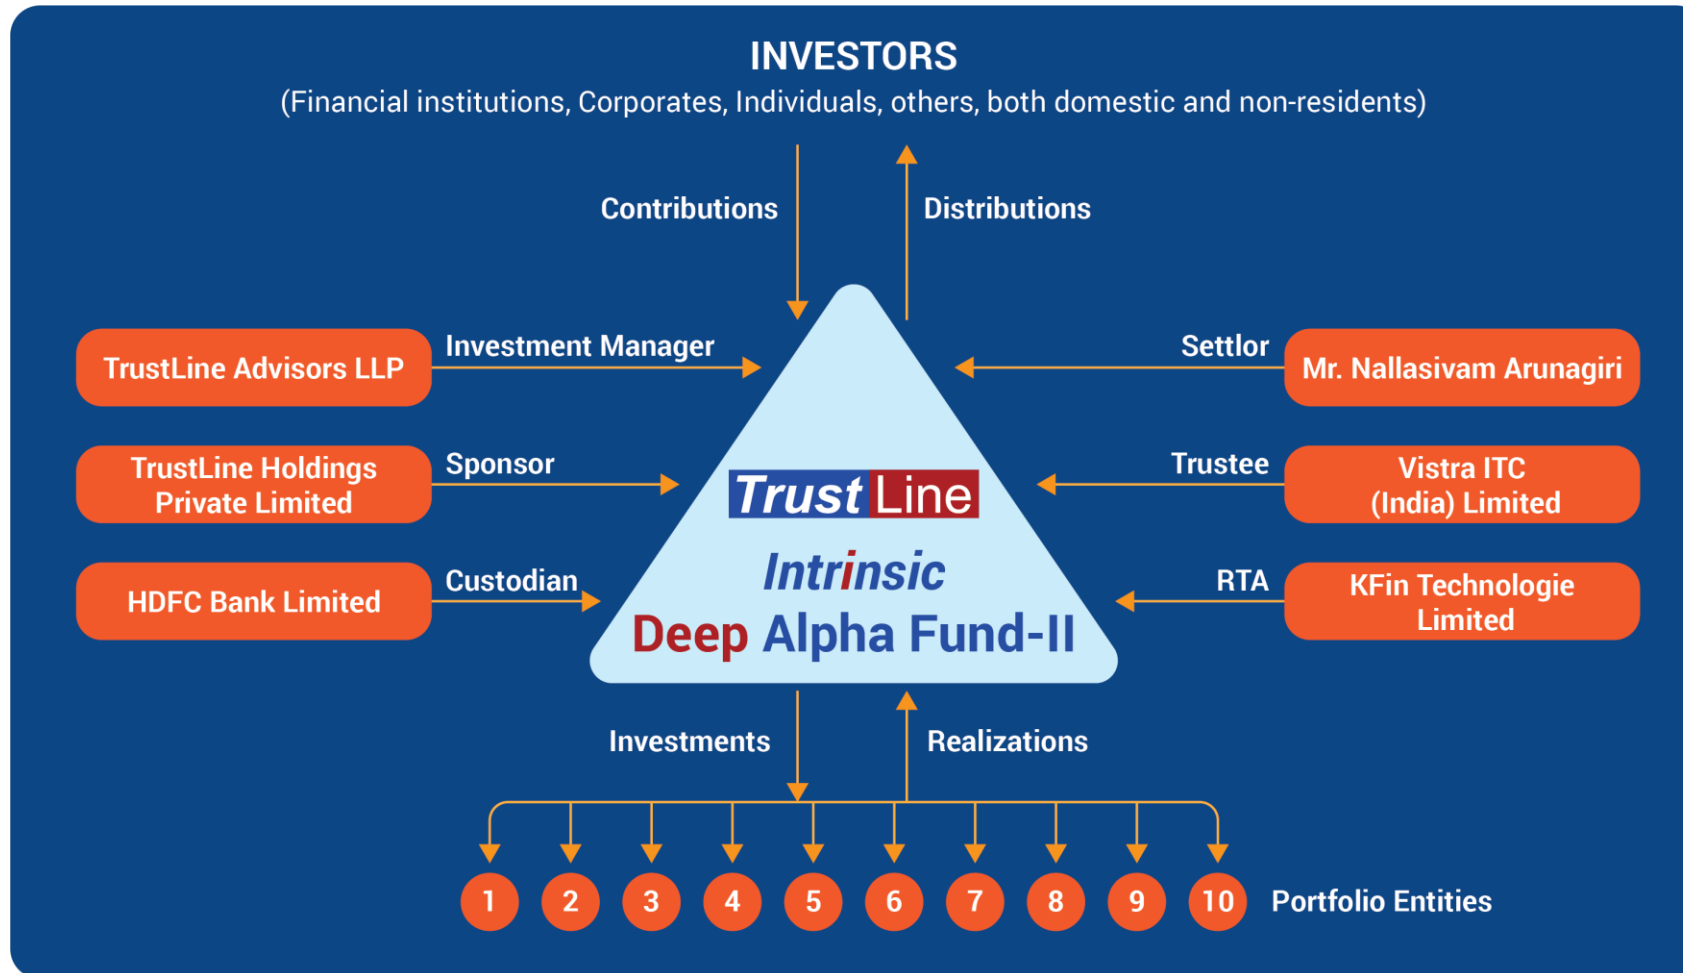 INVESTORS
(Financial institutions, Corporates, Individuals, others, both domestic and non-residents)
Contributions
Distributions
TrustLine Advisors LLP
Investment Manager
Settlor
Mr. Nallasivam Arunagiri
TrustLine Holdings
Private Limited
Sponsor
Trustee
Vistra ITC
(India) Limited
HDFC Bank Limited
Custodian
RTA
KFin Technologie
Limited
TrustLine
Intrinsic
Deep Alpha Fund-II
Investments
Realizations
1 2 3 4 5 6 7 8 9 10 Portfolio Entities